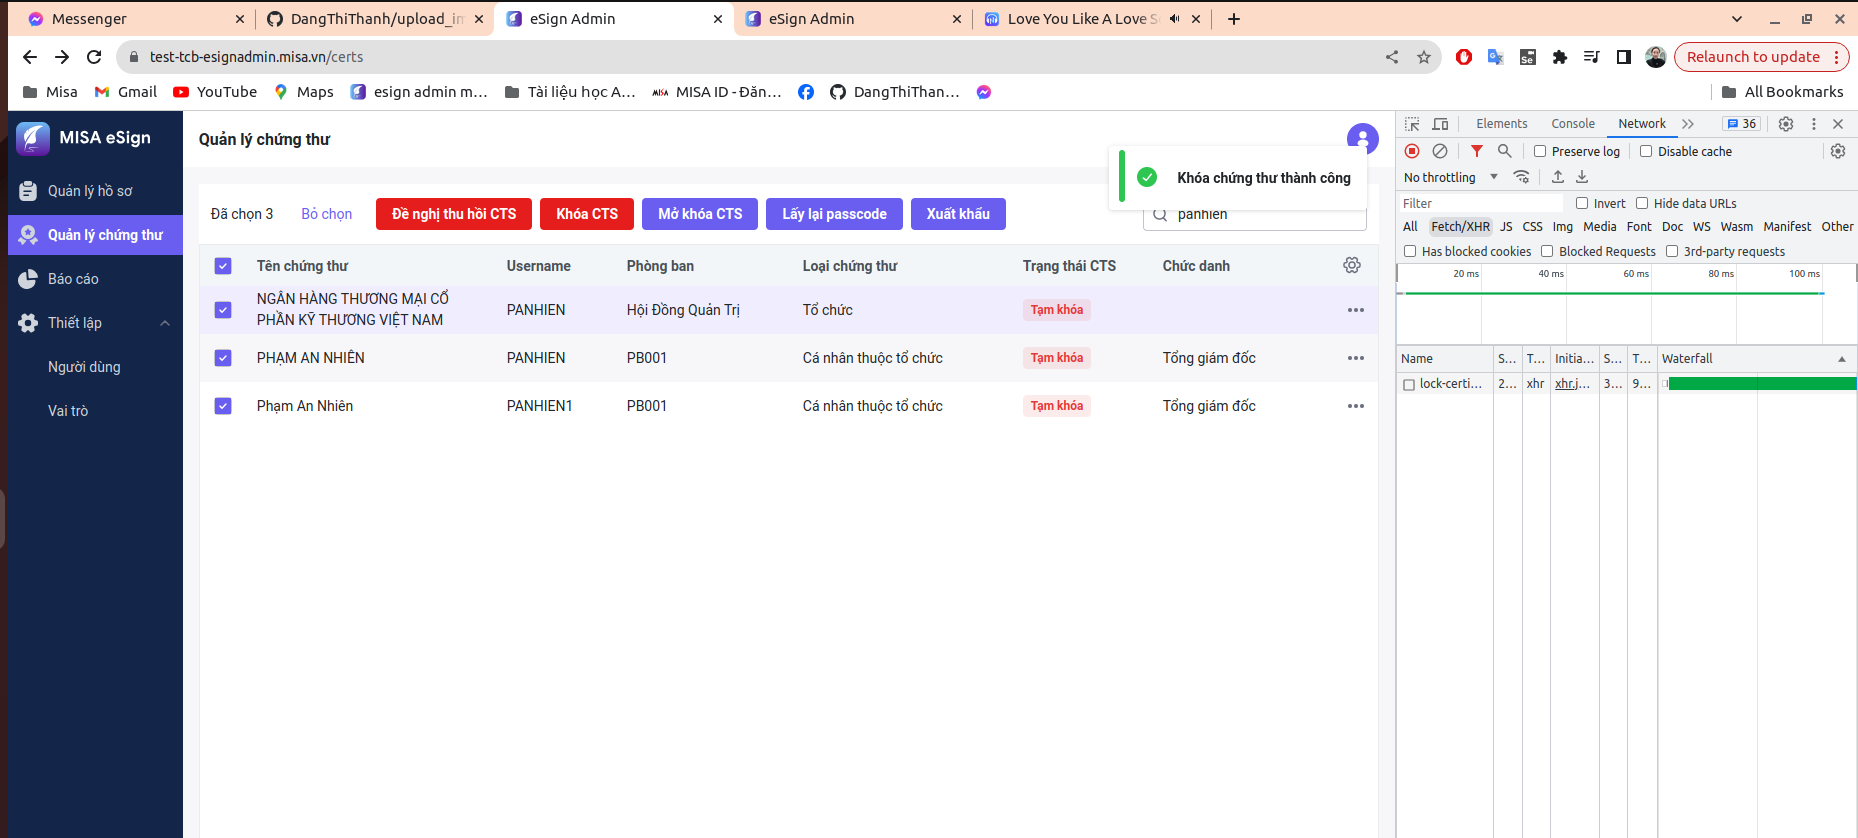 Messenger
DangThiThanh/upload_im
eSign Admin
eSign Admin
Love You Like A Love S
test-tcb-esignadmin.misa.vn/certs
Relaunch to update
Misa
Gmail
YouTube
Maps
esign admin m...
Tài liệu học A...
MISA ID - Đăn...
DangThiThan...
All Bookmarks
MISA eSign
Quản lý hồ sơ
Quản lý chứng thư
Báo cáo
Thiết lập
Người dùng
Vai trò
Quản lý chứng thư
Khóa chứng thư thành công
Đã chọn 3
Bỏ chọn
Đề nghị thu hồi CTS
Khóa CTS
Mở khóa CTS
Lấy lại passcode
Xuất khẩu
panhien
Tên chứng thư Username Phòng ban Loại chứng thư Trạng thái CTS Chức danh
NGÂN HÀNG THƯƠNG MẠI CỔ
PHẦN KỸ THƯƠNG VIỆT NAM
PANHIEN Hội Đồng Quản Trị Tổ chức Tạm khóa
PHẠM AN NHIÊN PANHIEN PB001 Cá nhân thuộc tổ chức Tạm khóa Tổng giám đốc
Phạm An Nhiên PANHIEN1 PB001 Cá nhân thuộc tổ chức Tạm khóa Tổng giám đốc
Elements Console Network 36
Preserve log Disable cache
No throttling
Filter Invert Hide data URLs
All Fetch/XHR JS CSS Img Media Font Doc WS Wasm Manifest Other
Has blocked cookies Blocked Requests 3rd-party requests
20 ms 40 ms 60 ms 80 ms 100 ms
Name S... T... Initia... S... T... Waterfall
lock-certi... 2... xhr xhr.j... 3... 9...